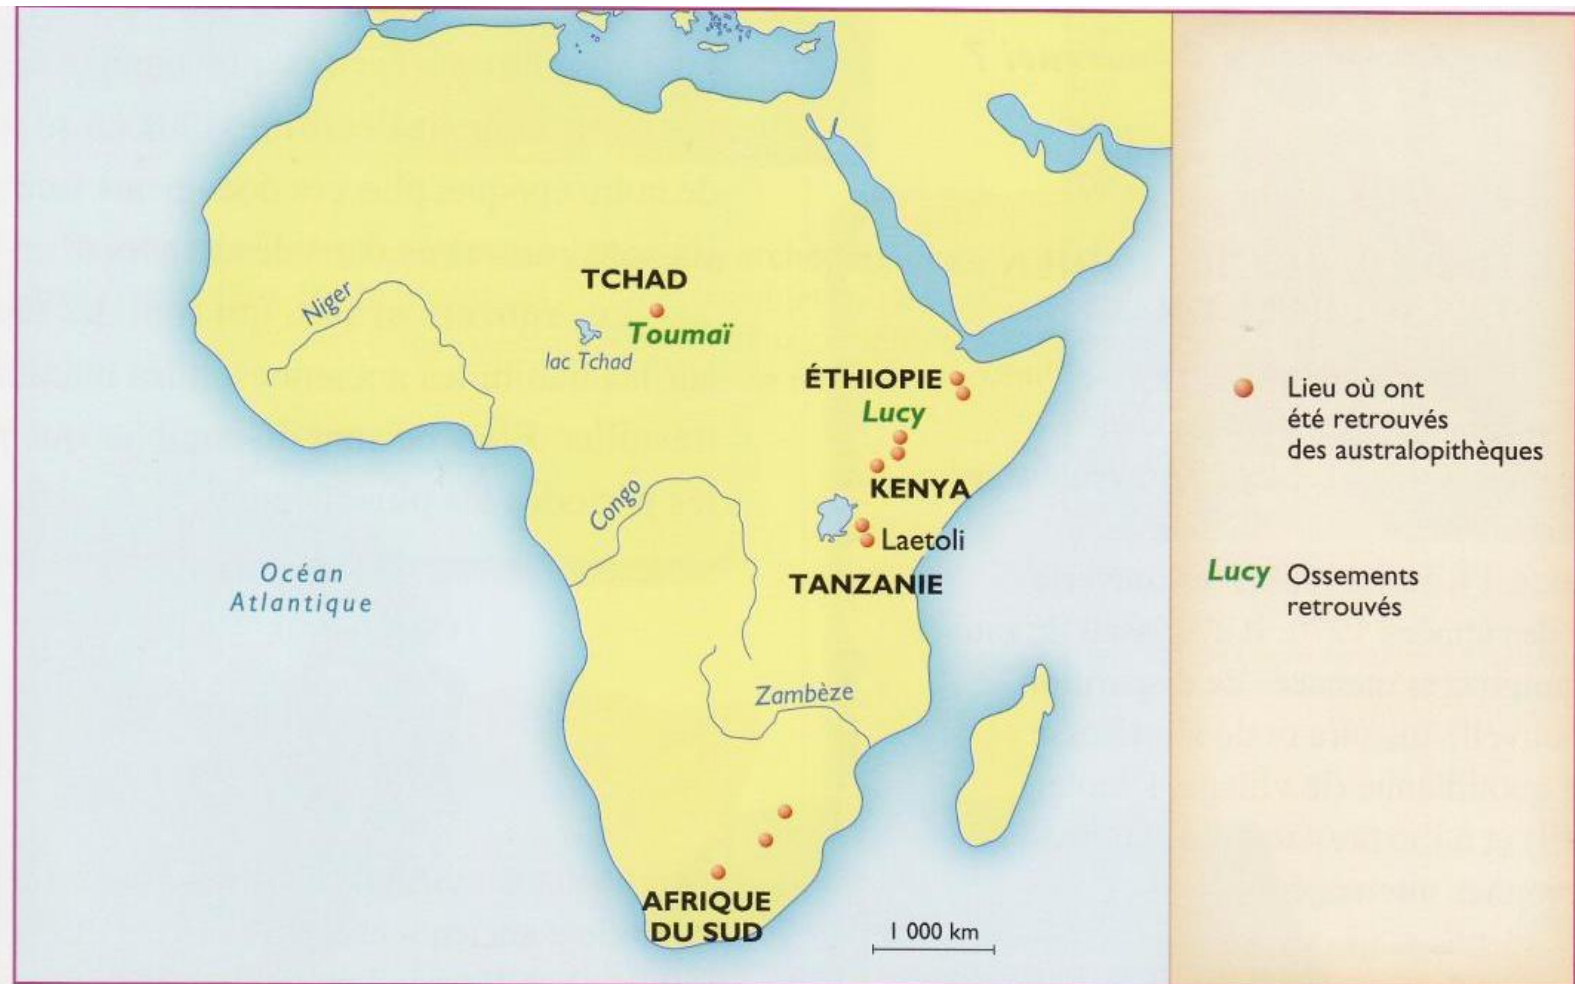 TCHAD
Niger
Toumaï
lac Tchad
ÉTHIOPIE
Lucy
KENYA
Congo
Laetoli
TANZANIE
Océan
Atlantique
Zambèze
AFRIQUE
DU SUD
1 000 km
Lieu où ont
été retrouvés
des australopithèques
Lucy Ossements
retrouvés